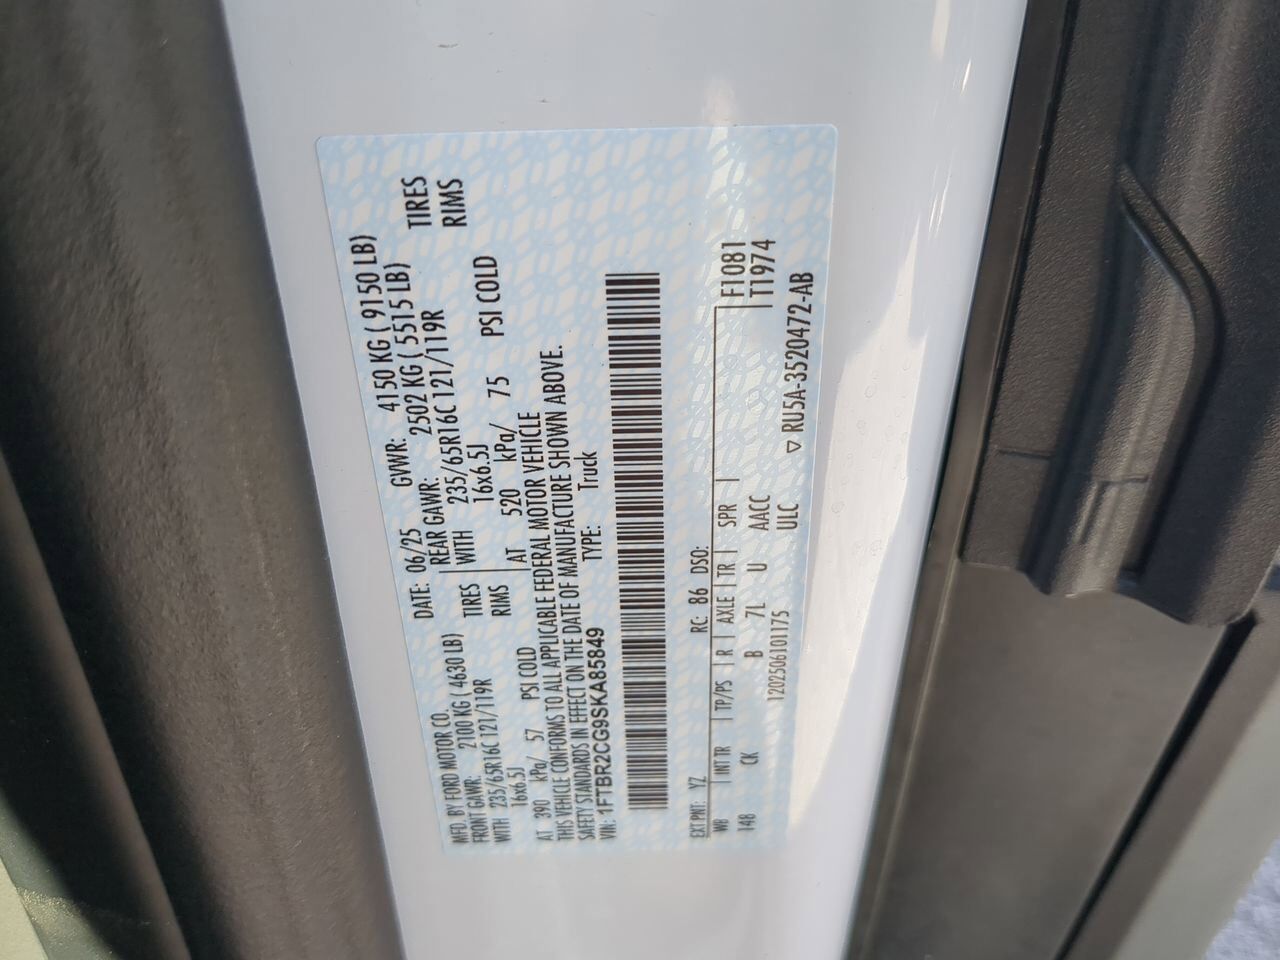 MFD. BY FORD MOTOR CO.
DATE: 06/25 GVWR: 4150 KG ( 9150 LB)
FRONT GAWR: 2100 KG ( 4630 LB) REAR GAWR: 2502 KG ( 5515 LB)
WITH 235/65R16C 121/119R TIRES WITH 235/65R16C 121/119R TIRES
16x6.5J RIMS 16x6.5J RIMS
AT 390 kPa/ 57 PSI COLD AT 520 kPa/ 75 PSI COLD
THIS VEHICLE CONFORMS TO ALL APPLICABLE FEDERAL MOTOR VEHICLE
SAFETY STANDARDS IN EFFECT ON THE DATE OF MANUFACTURE SHOWN ABOVE.
VIN: 1FTBR2CG9SKA85849 TYPE: Truck
EXT PNT: YZ RC: 86 DSO:
WB INT TR TP/PS R AXLE TR SPR F1081
148 CK B 7L U AACC T1974
120250610175 ULC ▽ RU5A-3520472-AB